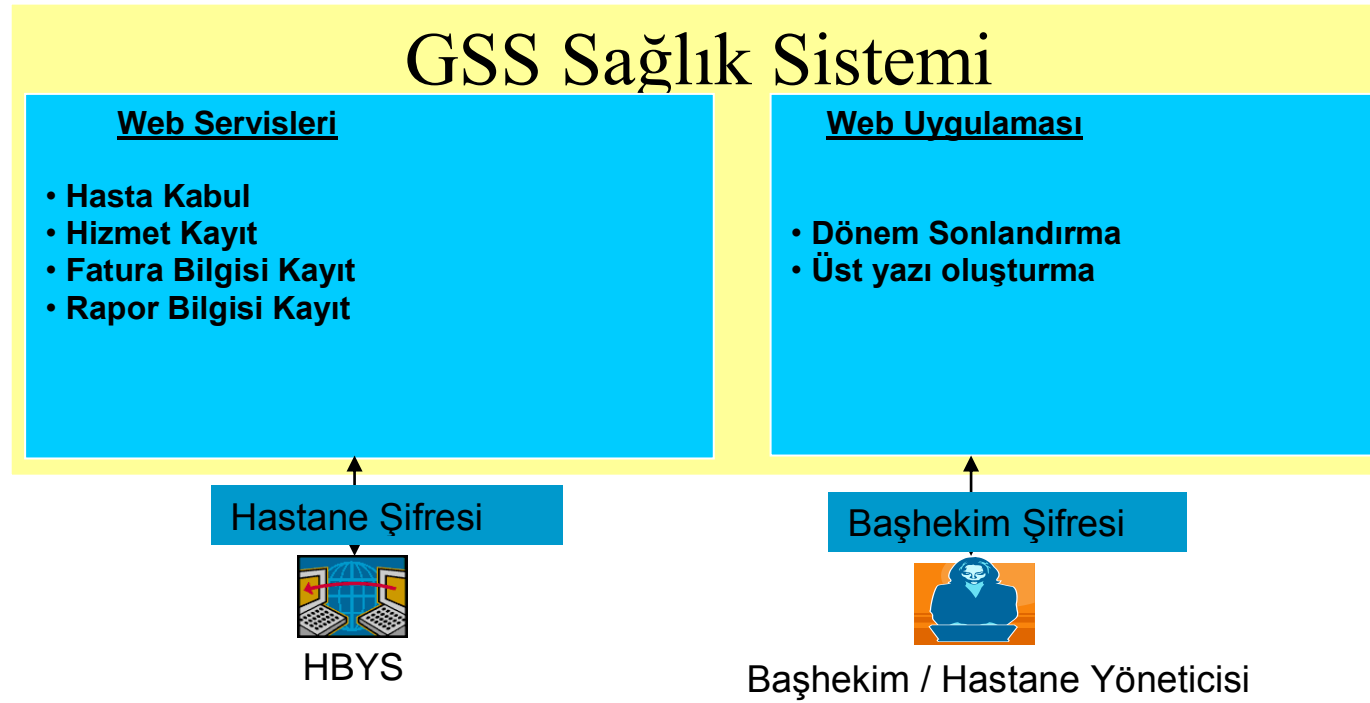 GSS Sağlık Sistemi
Web Servisleri
• Hasta Kabul
• Hizmet Kayıt
• Fatura Bilgisi Kayıt
• Rapor Bilgisi Kayıt
Web Uygulaması
• Dönem Sonlandırma
• Üst yazı oluşturma
Hastane Şifresi
HBYS
Başhekim Şifresi
Başhekim / Hastane Yöneticisi